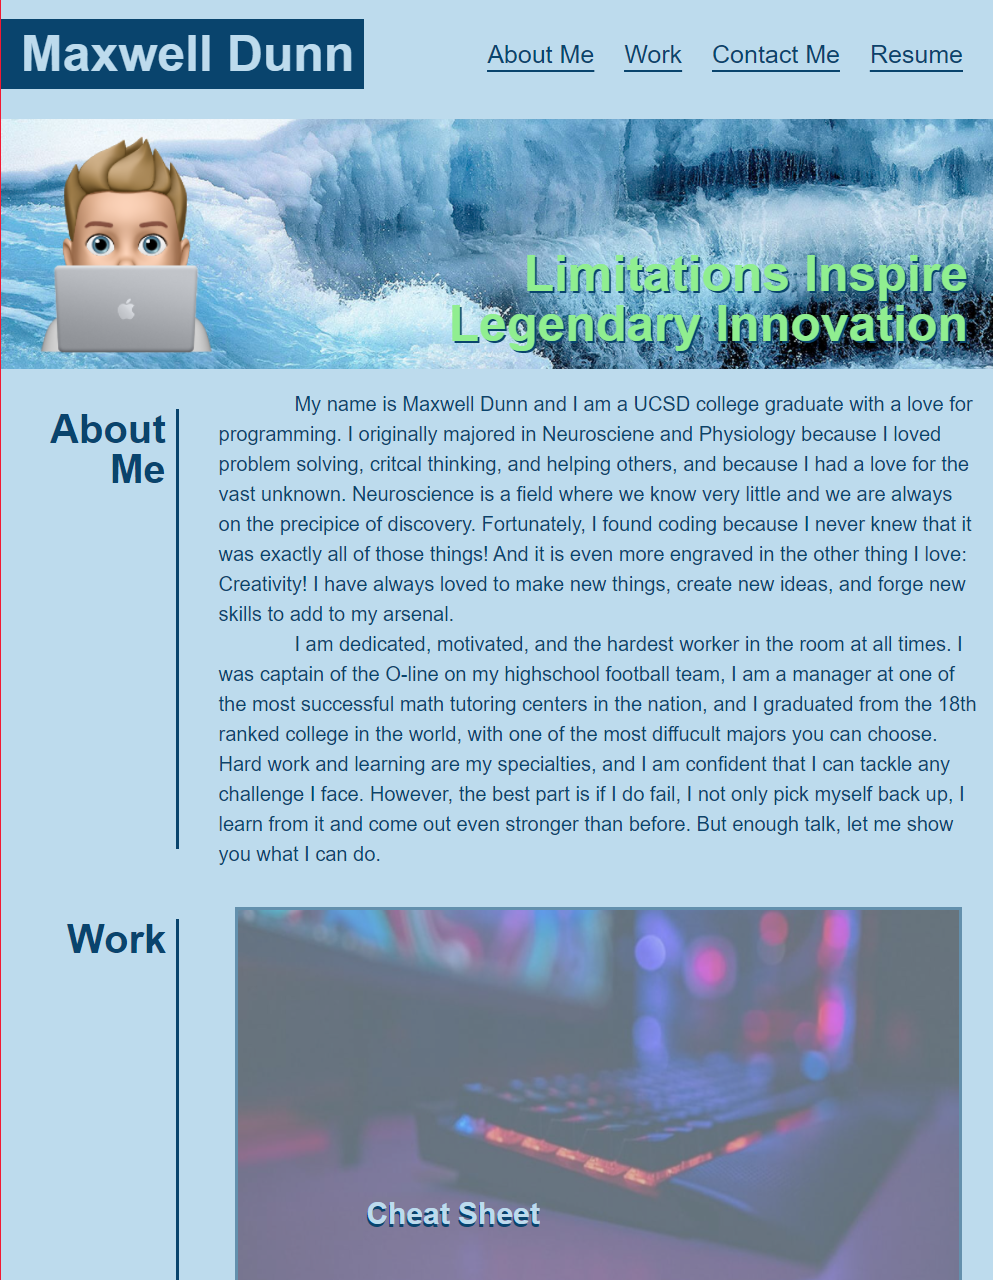 Maxwell Dunn
About Me Work Contact Me Resume
Limitations Inspire
Legendary Innovation
About
Me
My name is Maxwell Dunn and I am a UCSD college graduate with a love for
programming. I originally majored in Neurosciene and Physiology because I loved
problem solving, critcal thinking, and helping others, and because I had a love for the
vast unknown. Neuroscience is a field where we know very little and we are always
on the precipice of discovery. Fortunately, I found coding because I never knew that it
was exactly all of those things! And it is even more engraved in the other thing I love:
Creativity! I have always loved to make new things, create new ideas, and forge new
skills to add to my arsenal.
I am dedicated, motivated, and the hardest worker in the room at all times. I
was captain of the O-line on my highschool football team, I am a manager at one of
the most successful math tutoring centers in the nation, and I graduated from the 18th
ranked college in the world, with one of the most diffucult majors you can choose.
Hard work and learning are my specialties, and I am confident that I can tackle any
challenge I face. However, the best part is if I do fail, I not only pick myself back up, I
learn from it and come out even stronger than before. But enough talk, let me show
you what I can do.
Work
Cheat Sheet